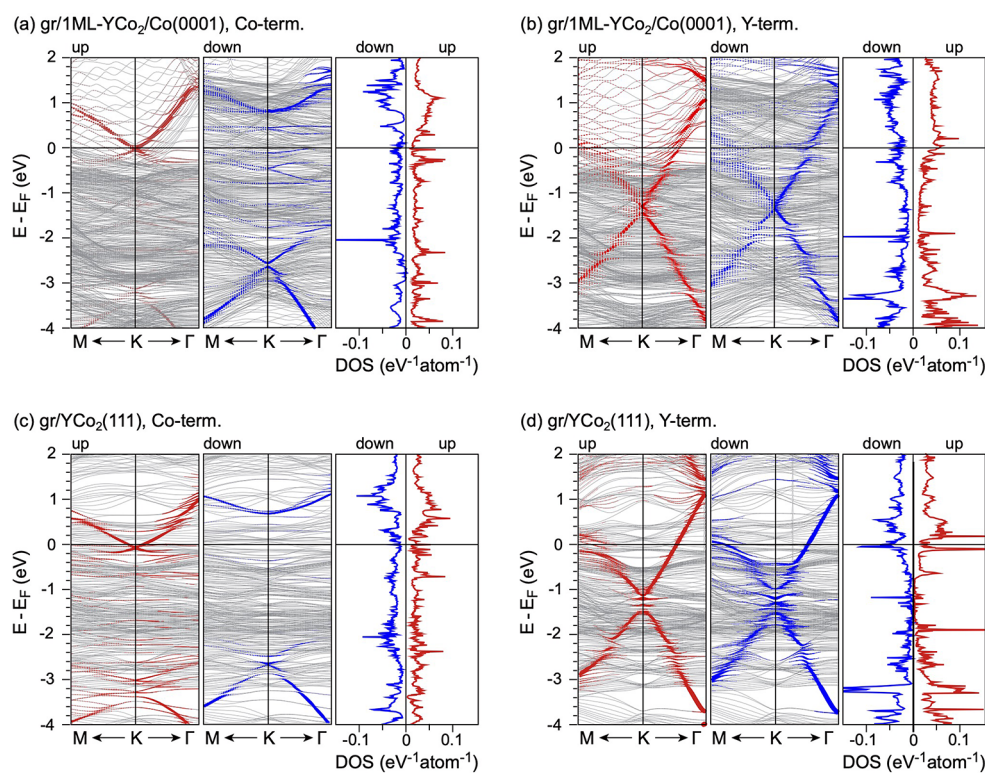 (a) gr/1ML-YCo₂/Co(0001), Co-term.
up down down up
2
1
0
-1
-2
-3
-4
E - E_F (eV)
M ← K → Γ M ← K → Γ -0.1 0 0.1
DOS (eV⁻¹atom⁻¹)
(b) gr/1ML-YCo₂/Co(0001), Y-term.
up down down up
2
1
0
-1
-2
-3
-4
E - E_F (eV)
M ← K → Γ M ← K → Γ -0.1 0 0.1
DOS (eV⁻¹atom⁻¹)
(c) gr/YCo₂(111), Co-term.
up down down up
2
1
0
-1
-2
-3
-4
E - E_F (eV)
M ← K → Γ M ← K → Γ -0.1 0 0.1
DOS (eV⁻¹atom⁻¹)
(d) gr/YCo₂(111), Y-term.
up down down up
2
1
0
-1
-2
-3
-4
E - E_F (eV)
M ← K → Γ M ← K → Γ -0.1 0 0.1
DOS (eV⁻¹atom⁻¹)